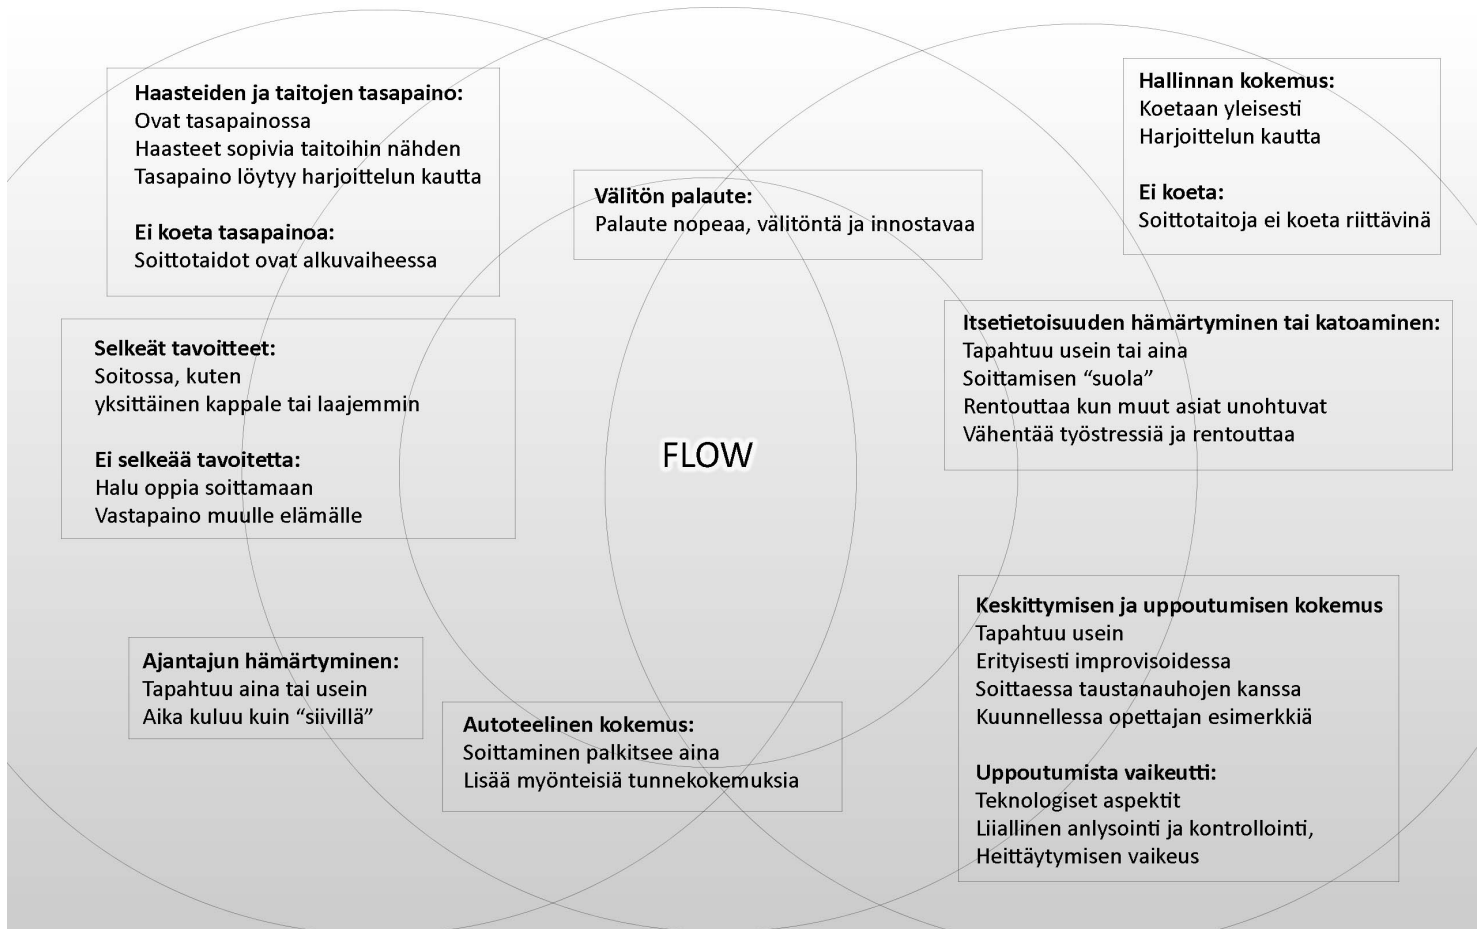 Haasteiden ja taitojen tasapaino:
Ovat tasapainossa
Haasteet sopivia taitoihin nähden
Tasapaino löytyy harjoittelun kautta
Ei koeta tasapainoa:
Soittotaidot ovat alkuvaiheessa
Välitön palaute:
Palaute nopeaa, välitöntä ja innostavaa
Hallinnan kokemus:
Koetaan yleisesti
Harjoittelun kautta
Ei koeta:
Soittotaitoja ei koeta riittävinä
Selkeät tavoitteet:
Soitossa, kuten
yksittäinen kappale tai laajemmin
Ei selkeää tavoitetta:
Halu oppia soittamaan
Vastapaino muulle elämälle
FLOW
Itsetietoisuuden hämärtyminen tai katoaminen:
Tapahtuu usein tai aina
Soittamisen “suola”
Rentouttaa kun muut asiat unohtuvat
Vähentää työstressiä ja rentouttaa
Ajantajun hämärtyminen:
Tapahtuu aina tai usein
Aika kuluu kuin “siivillä”
Autoteelinen kokemus:
Soittaminen palkitsee aina
Lisää myönteisiä tunnekokemuksia
Keskittymisen ja uppoutumisen kokemus
Tapahtuu usein
Erityisesti improvisoidessa
Soittaessa taustanauhojen kanssa
Kuunnellessa opettajan esimerkkiä
Uppoutumista vaikeutti:
Teknologiset aspektit
Liiallinen anlysointi ja kontrollointi,
Heittäytymisen vaikeus